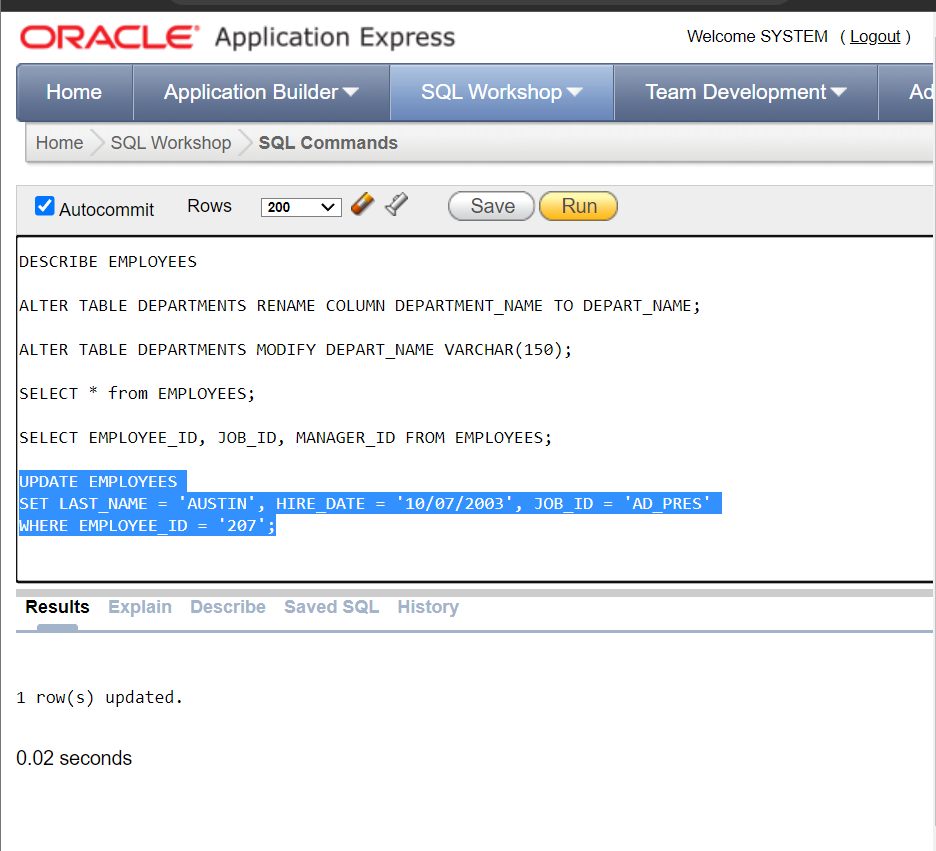 ORACLE® Application Express
Welcome SYSTEM ( Logout )
Home Application Builder SQL Workshop Team Development Ad
Home SQL Workshop SQL Commands
Autocommit Rows 200 Save Run
DESCRIBE EMPLOYEES
ALTER TABLE DEPARTMENTS RENAME COLUMN DEPARTMENT_NAME TO DEPART_NAME;
ALTER TABLE DEPARTMENTS MODIFY DEPART_NAME VARCHAR(150);
SELECT * from EMPLOYEES;
SELECT EMPLOYEE_ID, JOB_ID, MANAGER_ID FROM EMPLOYEES;
UPDATE EMPLOYEES
SET LAST_NAME = 'AUSTIN', HIRE_DATE = '10/07/2003', JOB_ID = 'AD_PRES'
WHERE EMPLOYEE_ID = '207';
Results Explain Describe Saved SQL History
1 row(s) updated.
0.02 seconds